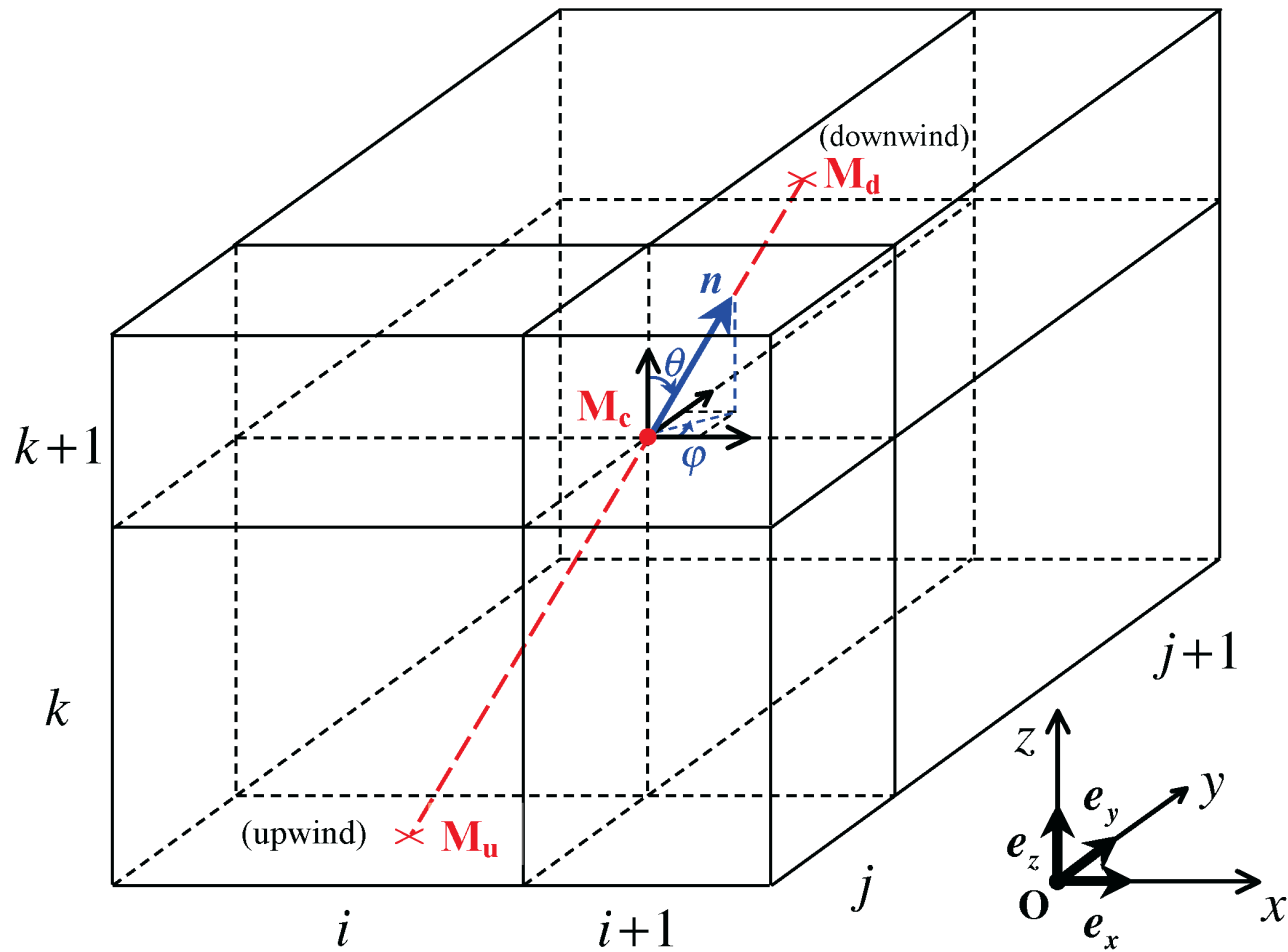 (downwind)
M_d
n
θ
M_c
φ
k+1
j+1
k
z
y
e_y
(upwind)
M_u
e_z
j
O
x
i
i+1
e_x